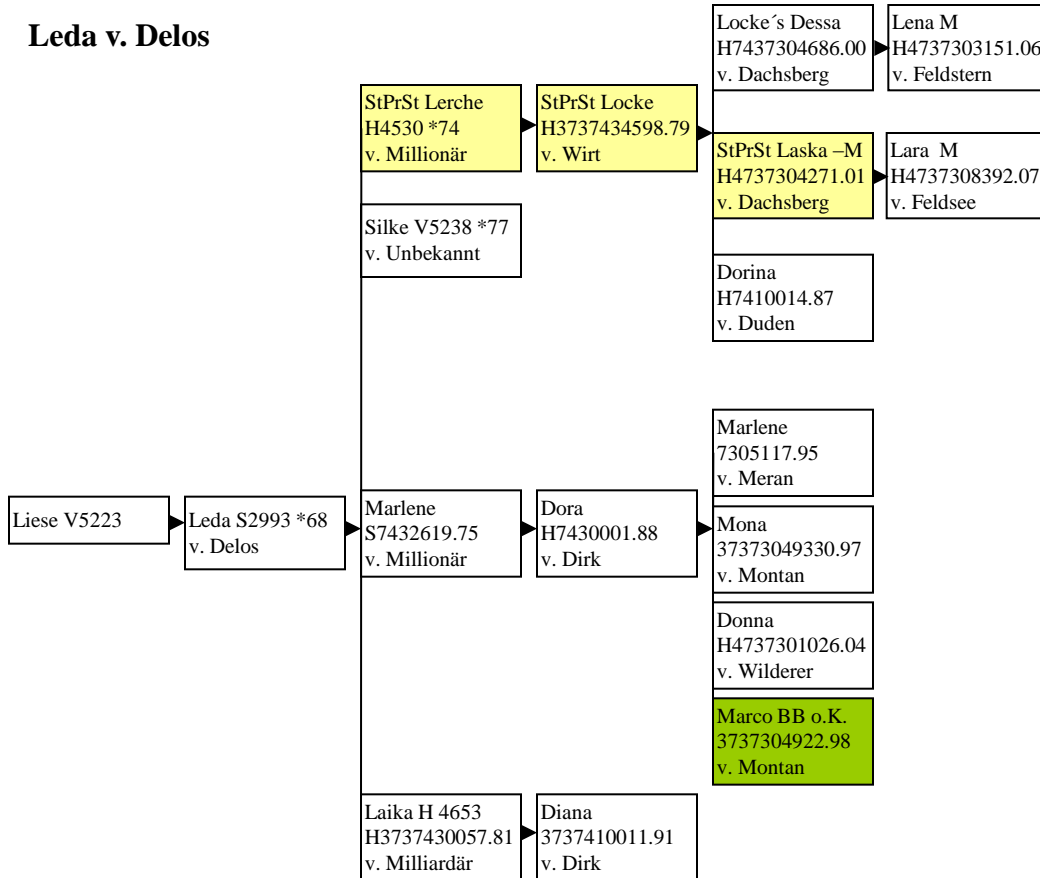 Leda v. Delos
Liese V5223
Leda S2993 *68
v. Delos
StPrSt Lerche
H4530 *74
v. Millionär
Silke V5238 *77
v. Unbekannt
Marlene
S7432619.75
v. Millionär
Laika H 4653
H3737430057.81
v. Milliardär
StPrSt Locke
H3737434598.79
v. Wirt
Dora
H7430001.88
v. Dirk
Diana
3737410011.91
v. Dirk
Locke´s Dessa
H7437304686.00
v. Dachsberg
StPrSt Laska –M
H4737304271.01
v. Dachsberg
Dorina
H7410014.87
v. Duden
Marlene
7305117.95
v. Meran
Mona
37373049330.97
v. Montan
Donna
H4737301026.04
v. Wilderer
Marco BB o.K.
3737304922.98
v. Montan
Lena M
H4737303151.06
v. Feldstern
Lara  M
H4737308392.07
v. Feldsee